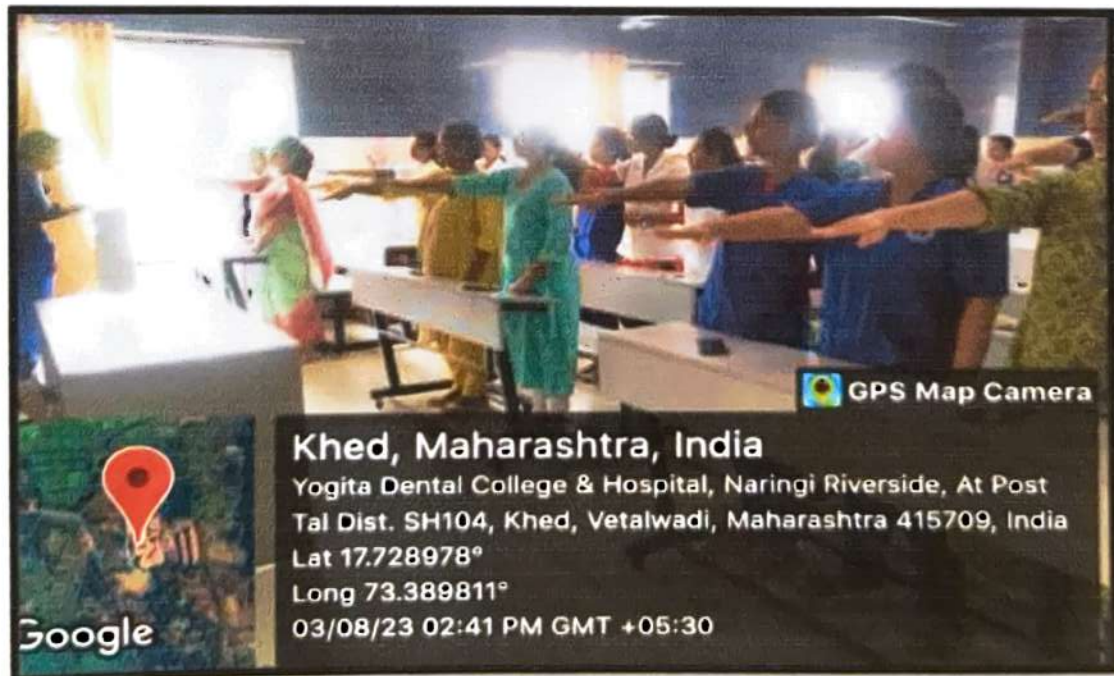 GPS Map Camera
Khed, Maharashtra, India
Yogita Dental College & Hospital, Naringi Riverside, At Post
Tal Dist. SH104, Khed, Vetalwadi, Maharashtra 415709, India
Lat 17.728978°
Long 73.389811°
03/08/23 02:41 PM GMT +05:30
Google